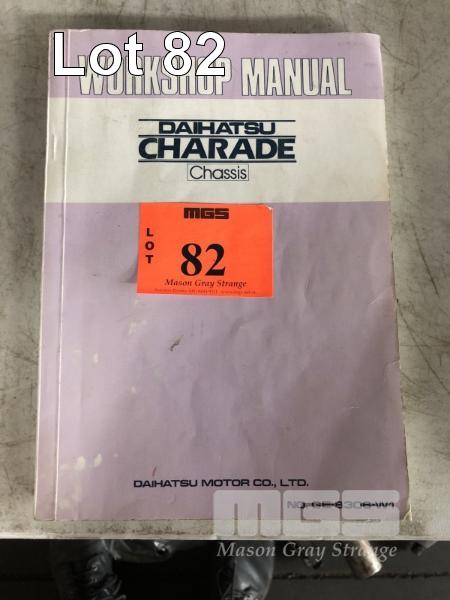 Lot 82
WORKSHOP MANUAL
DAIHATSU
CHARADE
Chassis
MGS
LOT
82
Mason Gray Strange
DAIHATSU MOTOR CO., LTD.
MGS
Mason Gray Strange